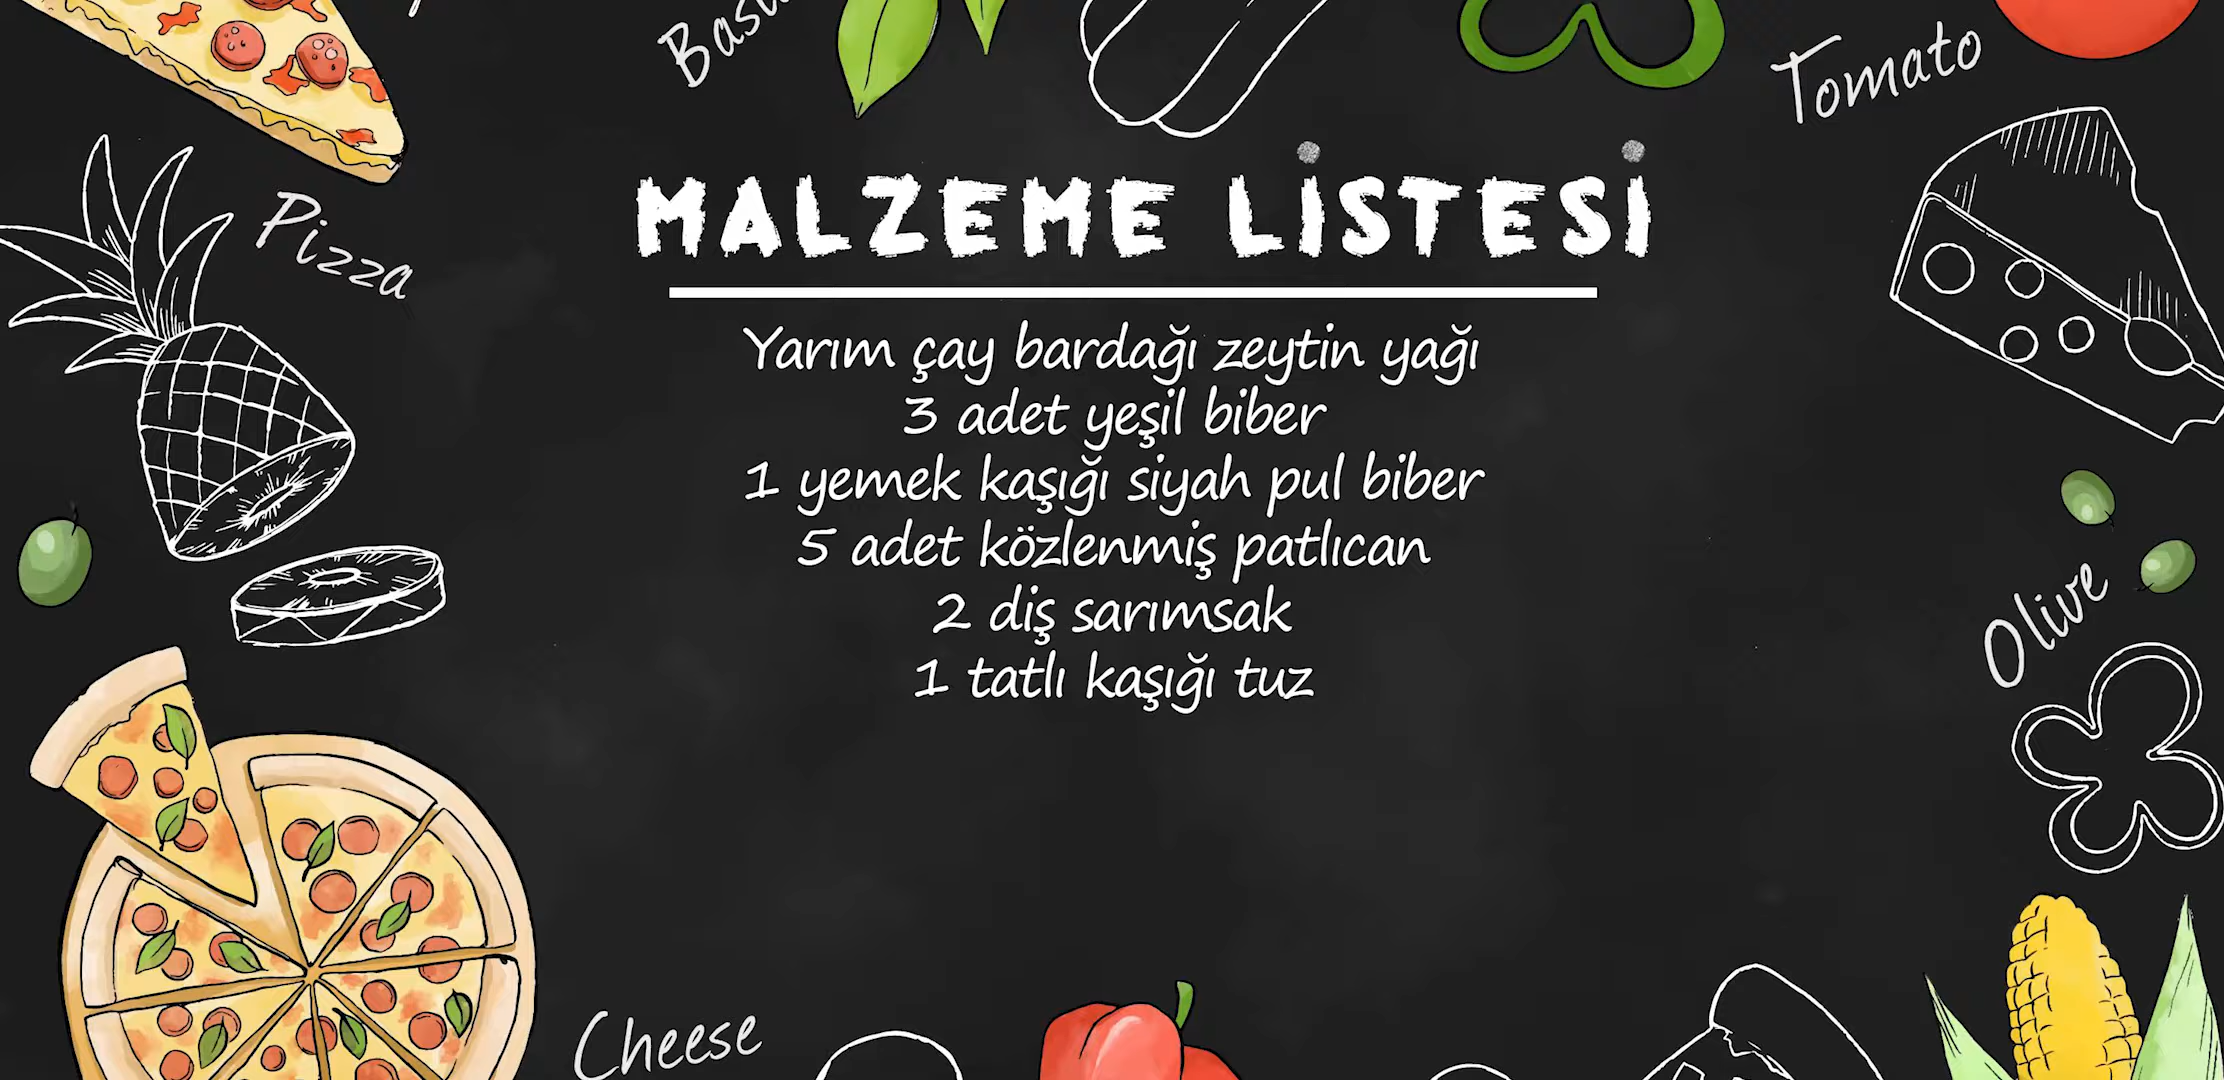 Tomato
Pizza
MALZEME LİSTESİ
Yarım çay bardağı zeytin yağı
3 adet yeşil biber
1 yemek kaşığı siyah pul biber
5 adet közlenmiş patlıcan
2 diş sarımsak
1 tatlı kaşığı tuz
Olive
Cheese